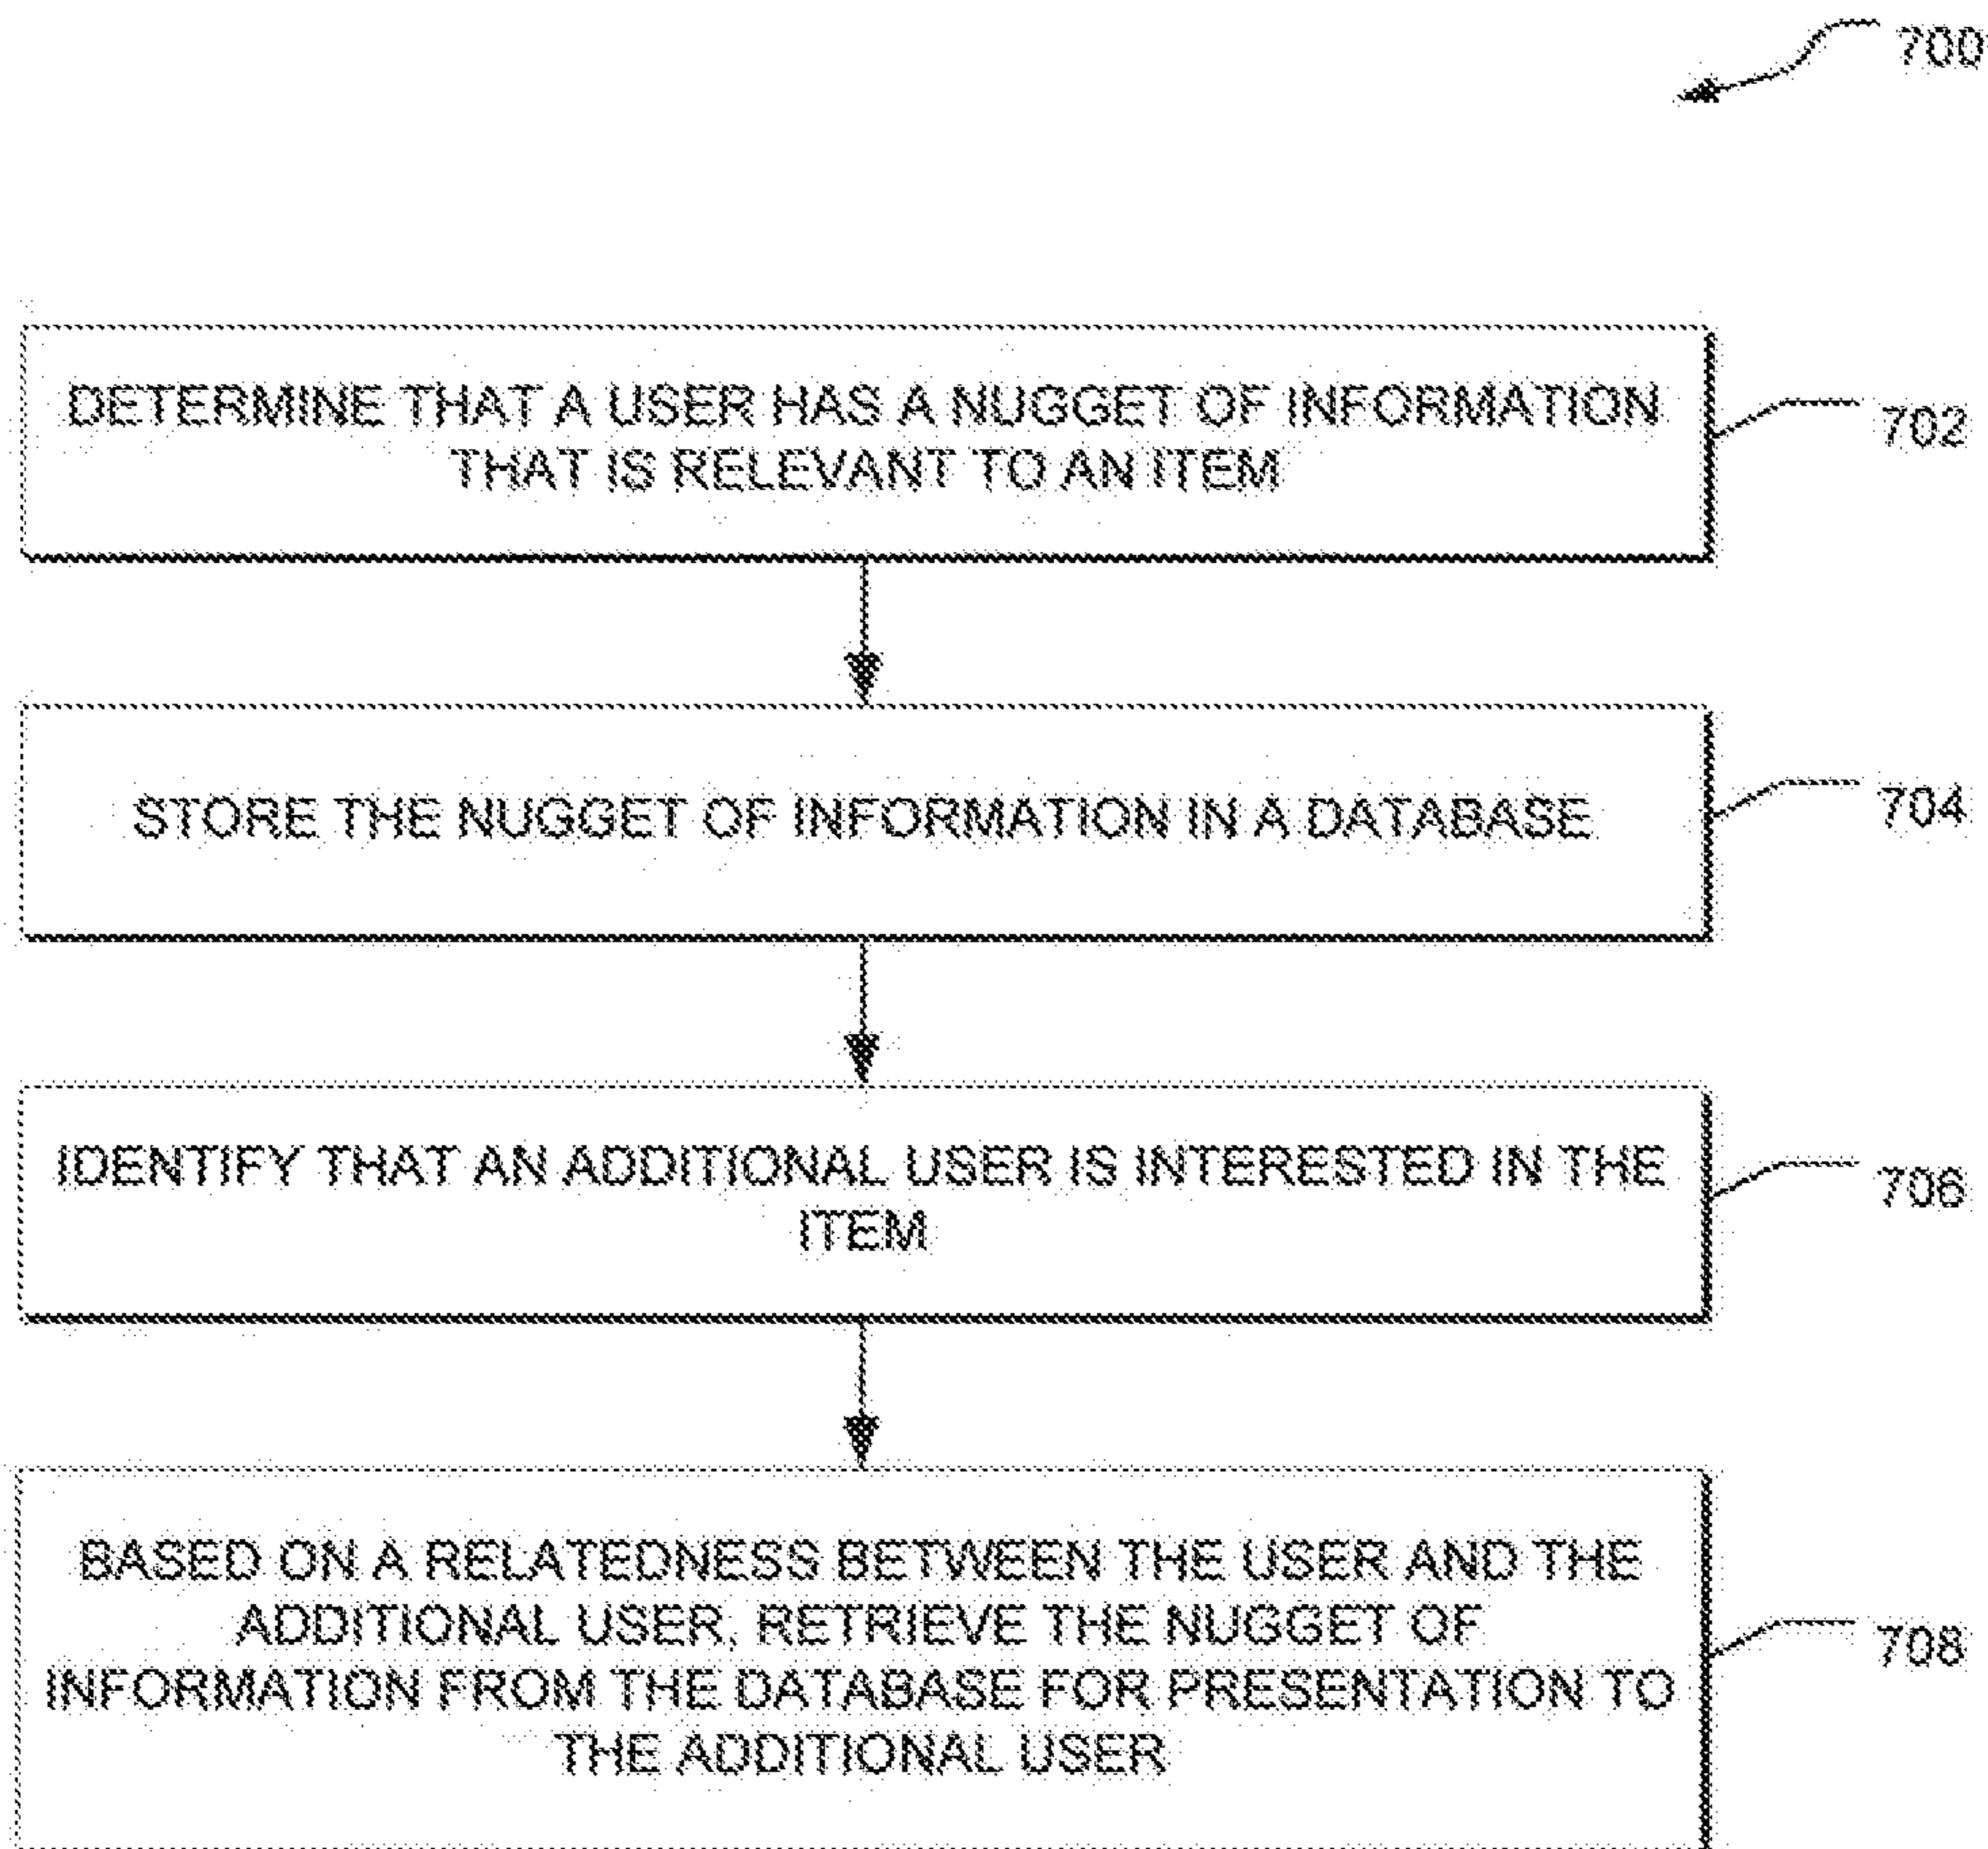 700
DETERMINE THAT A USER HAS A NUGGET OF INFORMATION
THAT IS RELEVANT TO AN ITEM
702
STORE THE NUGGET OF INFORMATION IN A DATABASE
704
IDENTIFY THAT AN ADDITIONAL USER IS INTERESTED IN THE
ITEM
706
BASED ON A RELATEDNESS BETWEEN THE USER AND THE
ADDITIONAL USER, RETRIEVE THE NUGGET OF
INFORMATION FROM THE DATABASE FOR PRESENTATION TO
THE ADDITIONAL USER
708